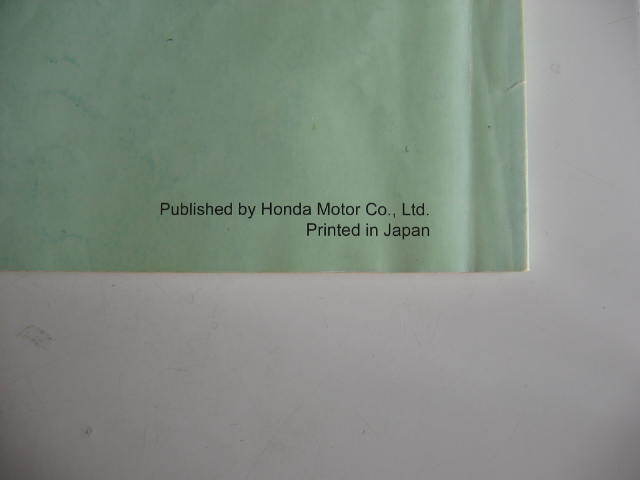 Published by Honda Motor Co., Ltd.
Printed in Japan